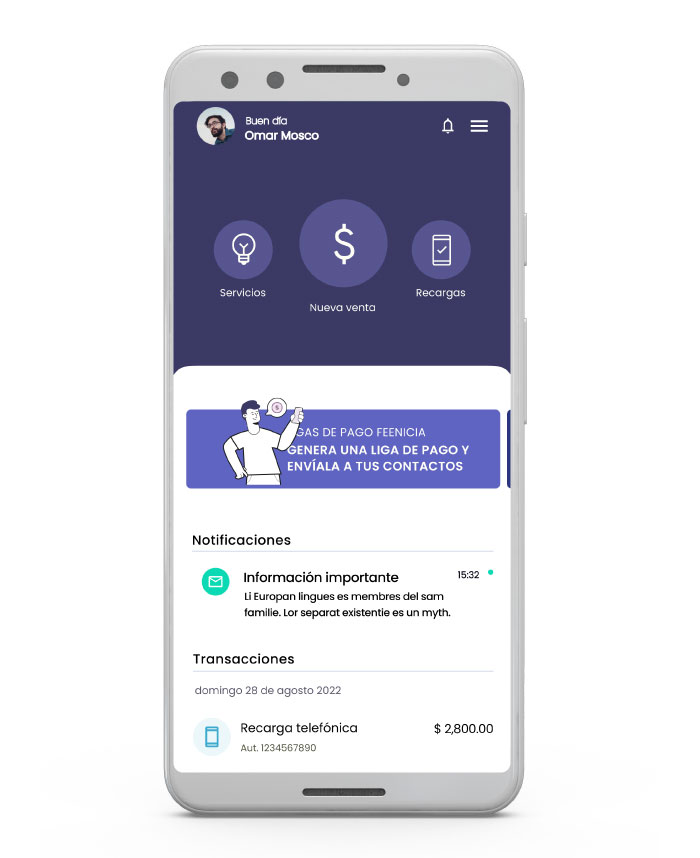 Buen día
Omar Mosco
$
Servicios
Nueva venta
Recargas
GAS DE PAGO FEENICIA
GENERA UNA LIGA DE PAGO Y
ENVÍALA A TUS CONTACTOS
Notificaciones
Información importante 15:32
Li Europan lingues es membres del sam
familie. Lor separat existentie es un myth.
Transacciones
domingo 28 de agosto 2022
Recarga telefónica $ 2,800.00
Aut. 1234567890